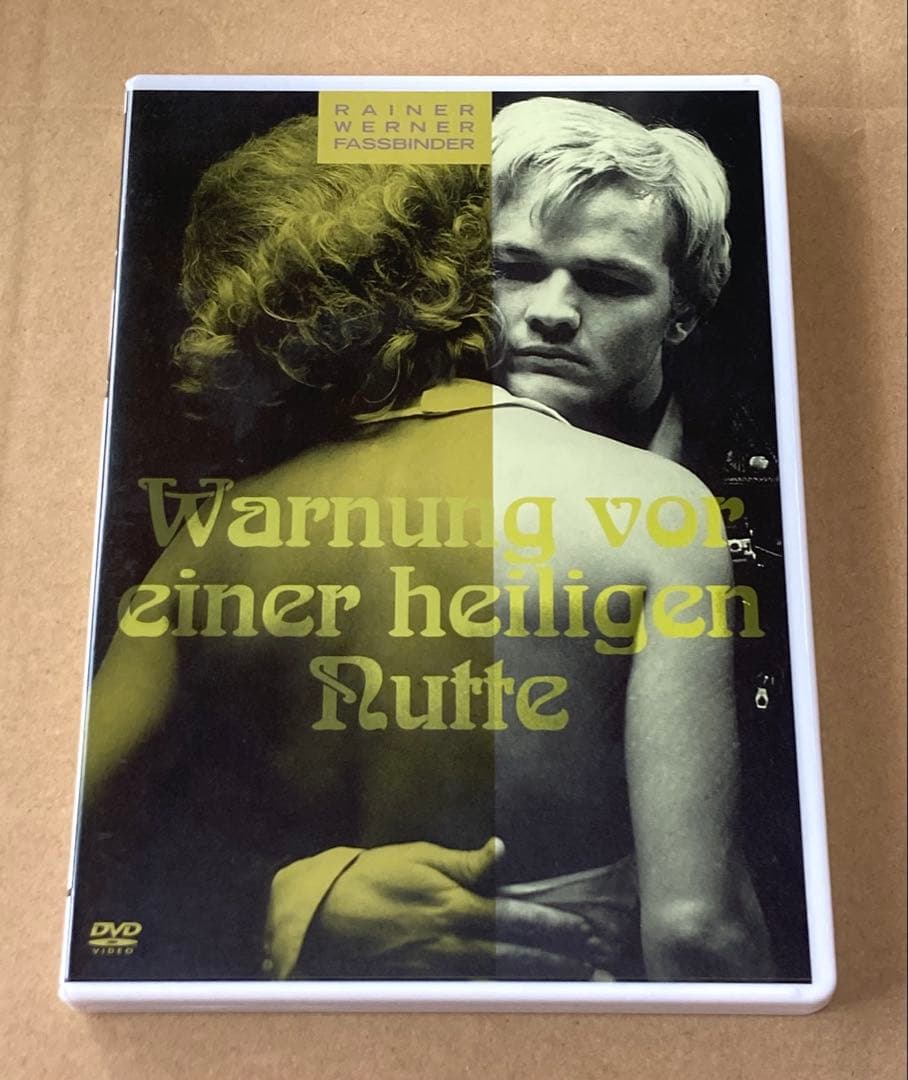 RAINER
WERNER
FASSBINDER
Warnung vor
einer heiligen
Nutte
DVD
VIDEO